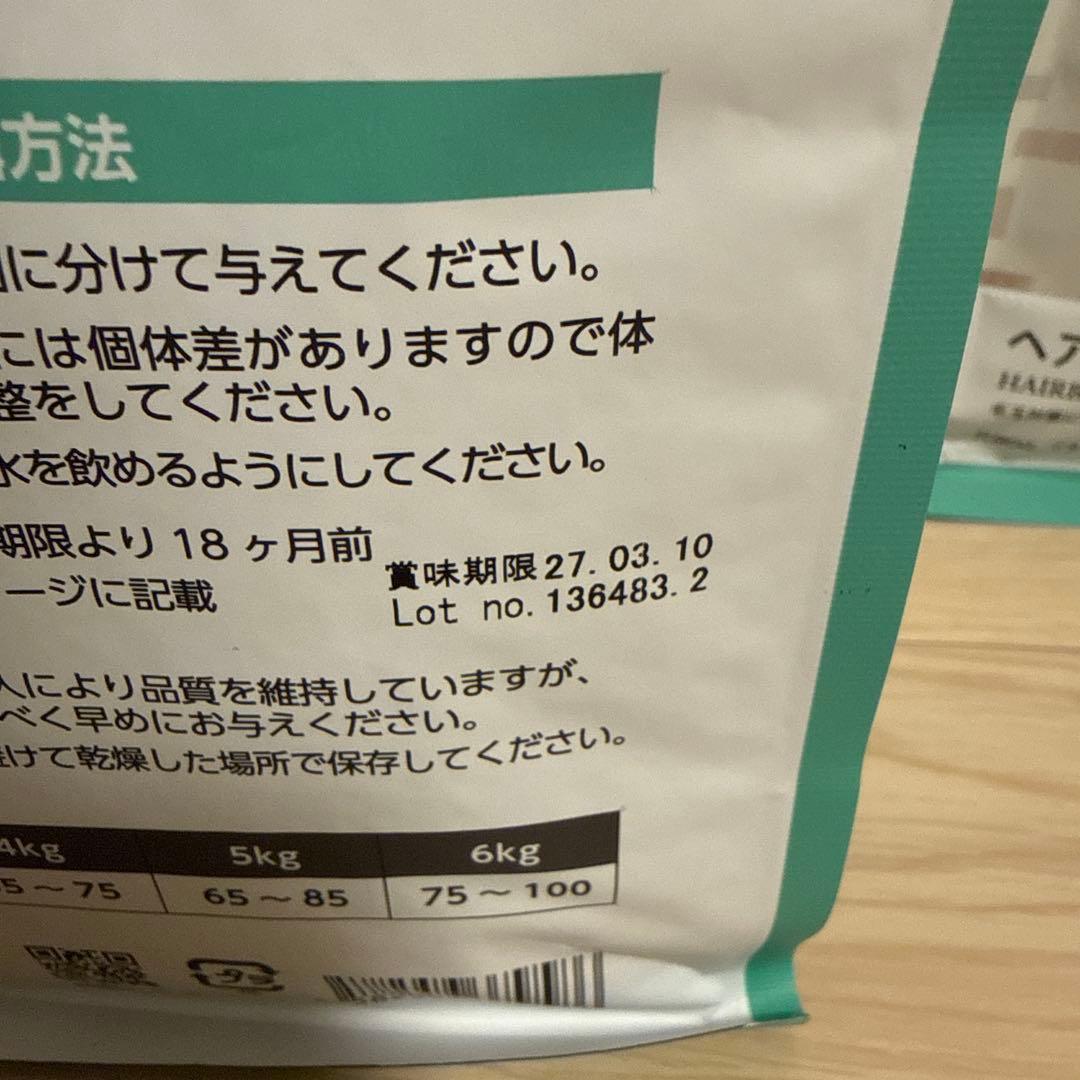 方法
に分けて与えてください。
には個体差がありますので体
整をしてください。
水を飲めるようにしてください。
期限より 18 ヶ月前
ージに記載
賞味期限 27. 03. 10
Lot no. 136483. 2
により品質を維持していますが、
べく早めにお与えください。
けて乾燥した場所で保存してください。
4kg 5kg 6kg
5～75 65～85 75～100
プラ
ヘア
HAIRB